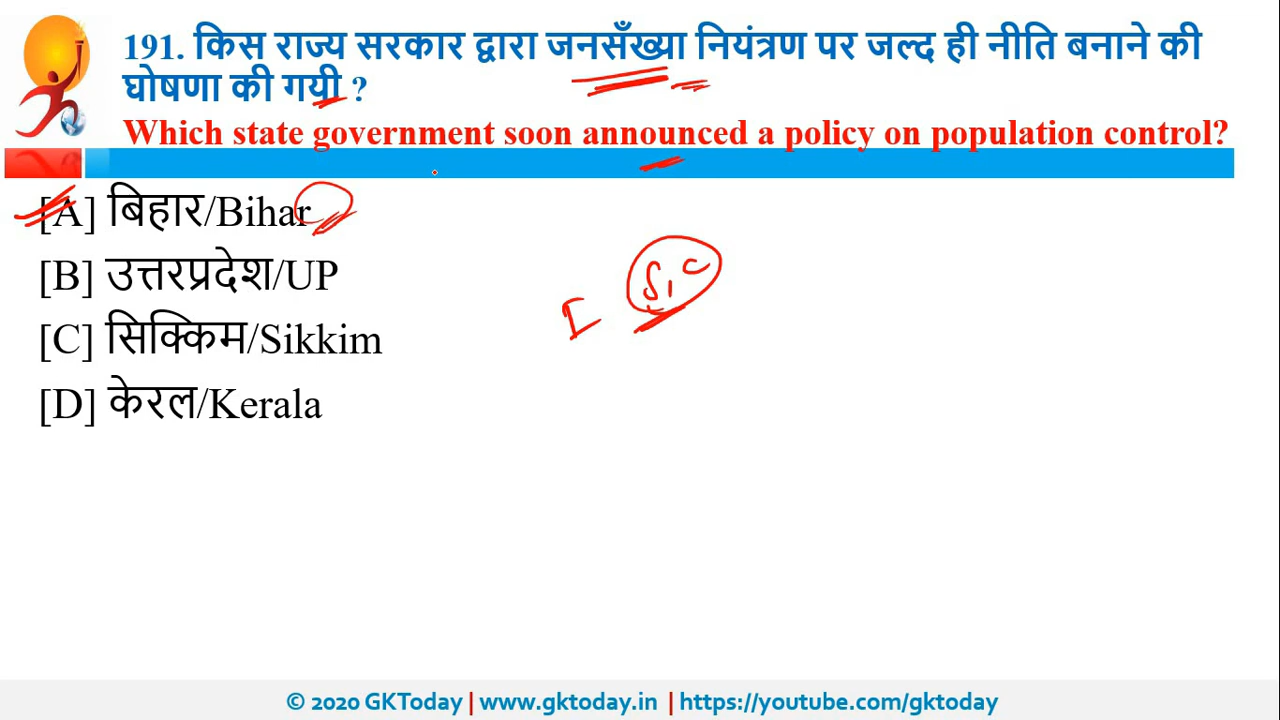 191. किस राज्य सरकार द्वारा जनसँख्या नियंत्रण पर जल्द ही नीति बनाने की
घोषणा की गयी ?
Which state government soon announced a policy on population control?
[A] बिहार/Bihar
[B] उत्तरप्रदेश/UP
[C] सिक्किम/Sikkim
[D] केरल/Kerala
© 2020 GKToday | www.gktoday.in | https://youtube.com/gktoday